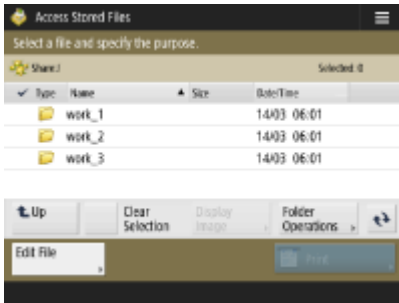 Access Stored Files
Select a file and specify the purpose.
Share:/ Selected: 0
Type Name Size Date/Time
work_1 14/03 06:01
work_2 14/03 06:01
work_3 14/03 06:01
Up Clear Selection Display Image Folder Operations
Edit File Print